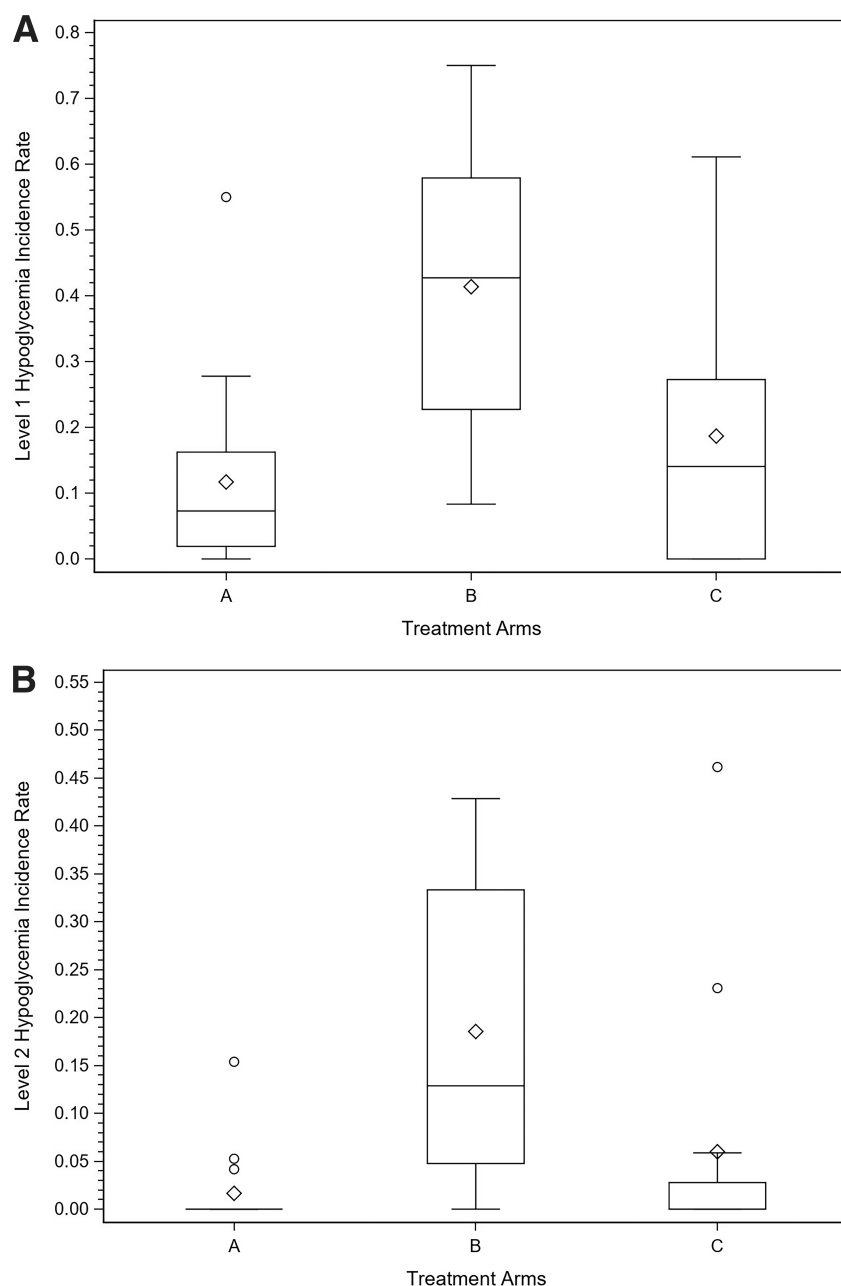 A
Level 1 Hypoglycemia Incidence Rate
0.8
0.7
0.6
0.5
0.4
0.3
0.2
0.1
0.0
A B C
Treatment Arms
B
Level 2 Hypoglycemia Incidence Rate
0.55
0.50
0.45
0.40
0.35
0.30
0.25
0.20
0.15
0.10
0.05
0.00
A B C
Treatment Arms